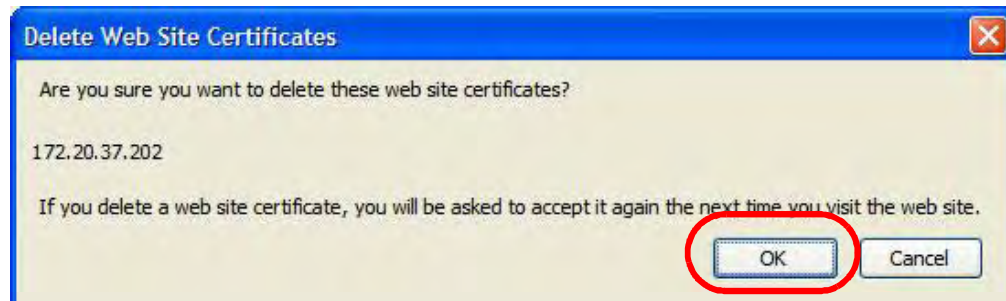 Delete Web Site Certificates
Are you sure you want to delete these web site certificates?
172.20.37.202
If you delete a web site certificate, you will be asked to accept it again the next time you visit the web site.
OK Cancel